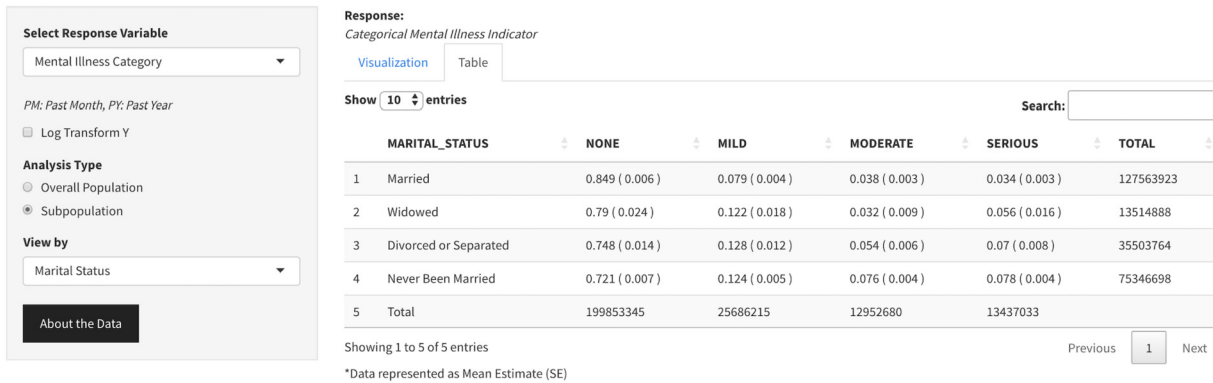 Select Response Variable
Mental Illness Category
PM: Past Month, PY: Past Year
Log Transform Y
Analysis Type
Overall Population
Subpopulation
View by
Marital Status
About the Data
Response:
Categorical Mental Illness Indicator
Visualization Table
Show 10 entries Search:
MARITAL_STATUS NONE MILD MODERATE SERIOUS TOTAL
1 Married 0.849 ( 0.006 ) 0.079 ( 0.004 ) 0.038 ( 0.003 ) 0.034 ( 0.003 ) 127563923
2 Widowed 0.79 ( 0.024 ) 0.122 ( 0.018 ) 0.032 ( 0.009 ) 0.056 ( 0.016 ) 13514888
3 Divorced or Separated 0.748 ( 0.014 ) 0.128 ( 0.012 ) 0.054 ( 0.006 ) 0.07 ( 0.008 ) 35503764
4 Never Been Married 0.721 ( 0.007 ) 0.124 ( 0.005 ) 0.076 ( 0.004 ) 0.078 ( 0.004 ) 75346698
5 Total 199853345 25686215 12952680 13437033
Showing 1 to 5 of 5 entries Previous 1 Next
*Data represented as Mean Estimate (SE)